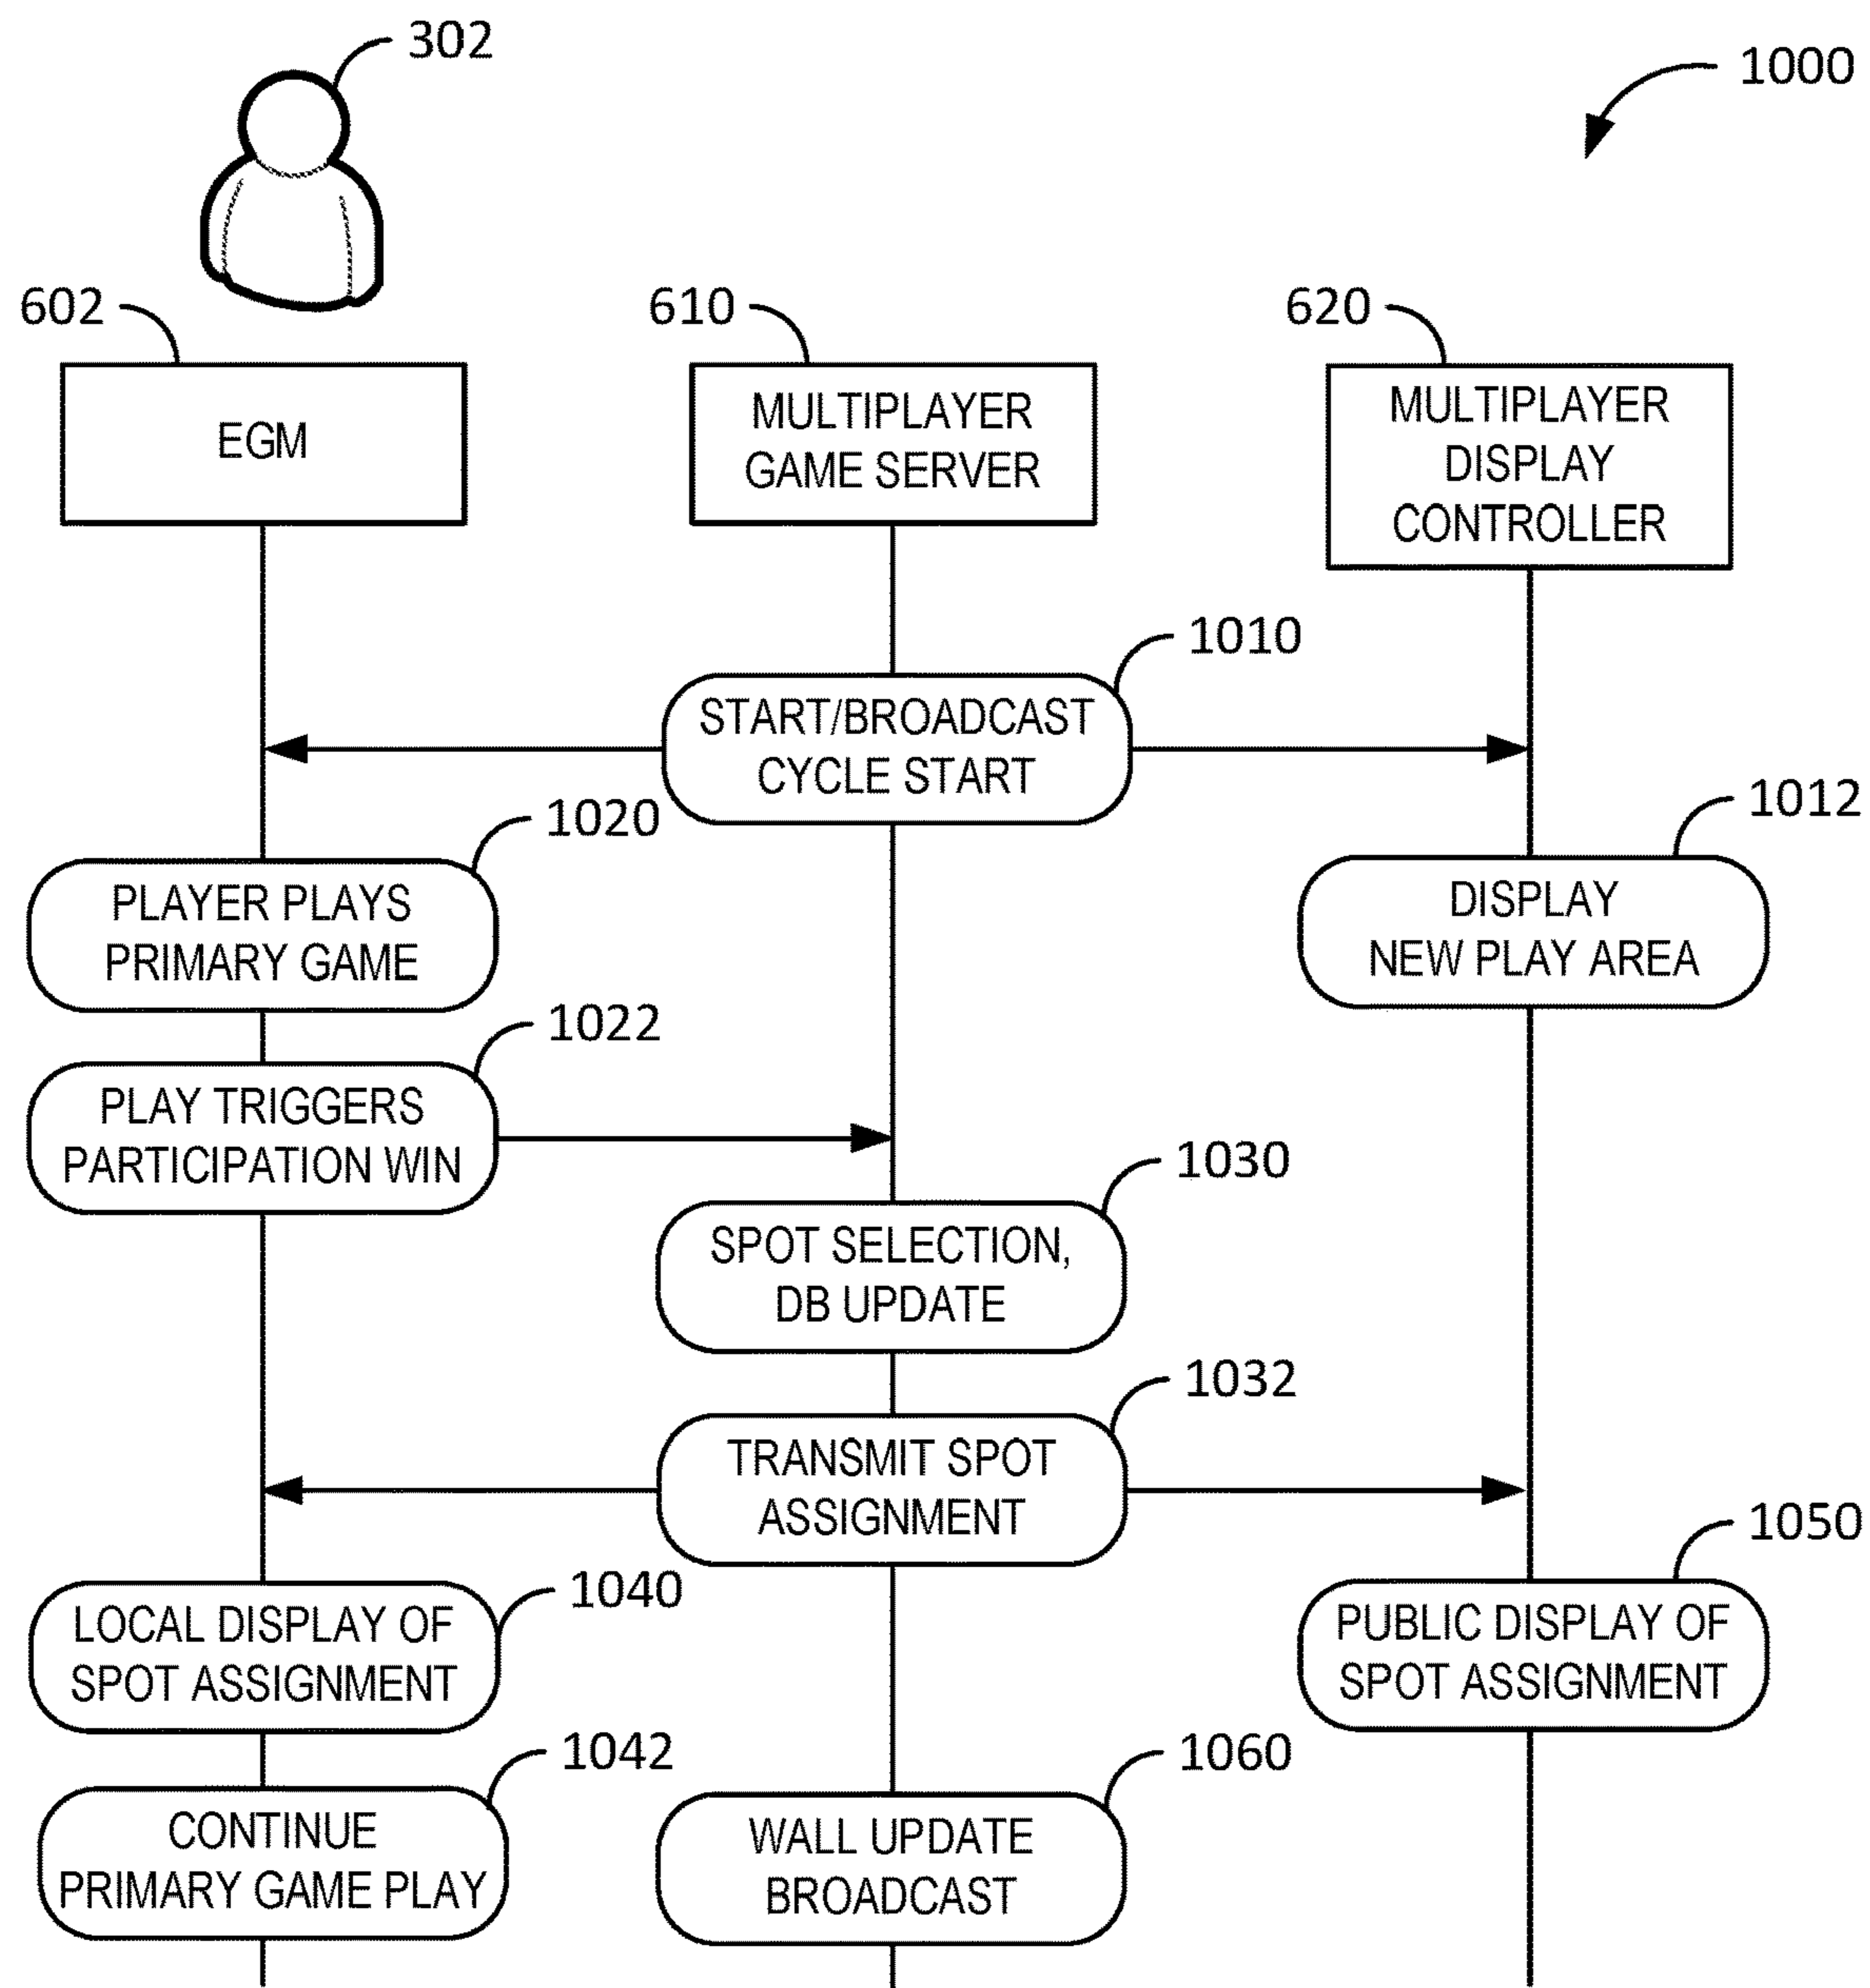 302
1000
602
610
620
EGM
MULTIPLAYER
GAME SERVER
MULTIPLAYER
DISPLAY
CONTROLLER
1010
START/BROADCAST
CYCLE START
1012
1020
PLAYER PLAYS
PRIMARY GAME
DISPLAY
NEW PLAY AREA
1022
PLAY TRIGGERS
PARTICIPATION WIN
1030
SPOT SELECTION,
DB UPDATE
1032
TRANSMIT SPOT
ASSIGNMENT
1050
1040
LOCAL DISPLAY OF
SPOT ASSIGNMENT
PUBLIC DISPLAY OF
SPOT ASSIGNMENT
1042
CONTINUE
PRIMARY GAME PLAY
1060
WALL UPDATE
BROADCAST